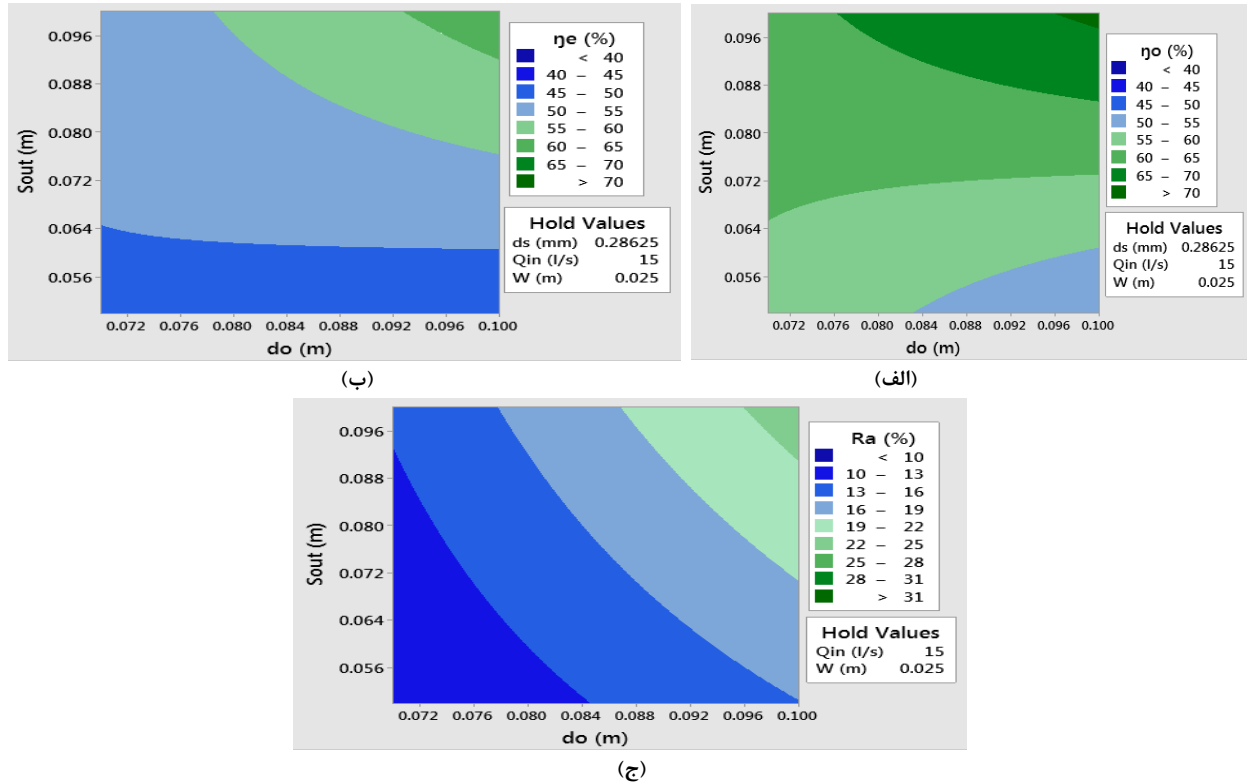 ŋe (%)
< 40
40 – 45
45 – 50
50 – 55
55 – 60
60 – 65
65 – 70
> 70
Hold Values
ds (mm) 0.28625
Qin (l/s) 15
W (m) 0.025
Sout (m)
0.096
0.088
0.080
0.072
0.064
0.056
0.072 0.076 0.080 0.084 0.088 0.092 0.096 0.100
do (m)
(ب)
ŋo (%)
< 40
40 – 45
45 – 50
50 – 55
55 – 60
60 – 65
65 – 70
> 70
Hold Values
ds (mm) 0.28625
Qin (l/s) 15
W (m) 0.025
Sout (m)
0.096
0.088
0.080
0.072
0.064
0.056
0.072 0.076 0.080 0.084 0.088 0.092 0.096 0.100
do (m)
(الف)
Ra (%)
< 10
10 – 13
13 – 16
16 – 19
19 – 22
22 – 25
25 – 28
28 – 31
> 31
Hold Values
Qin (l/s) 15
W (m) 0.025
Sout (m)
0.096
0.088
0.080
0.072
0.064
0.056
0.072 0.076 0.080 0.084 0.088 0.092 0.096 0.100
do (m)
(ج)